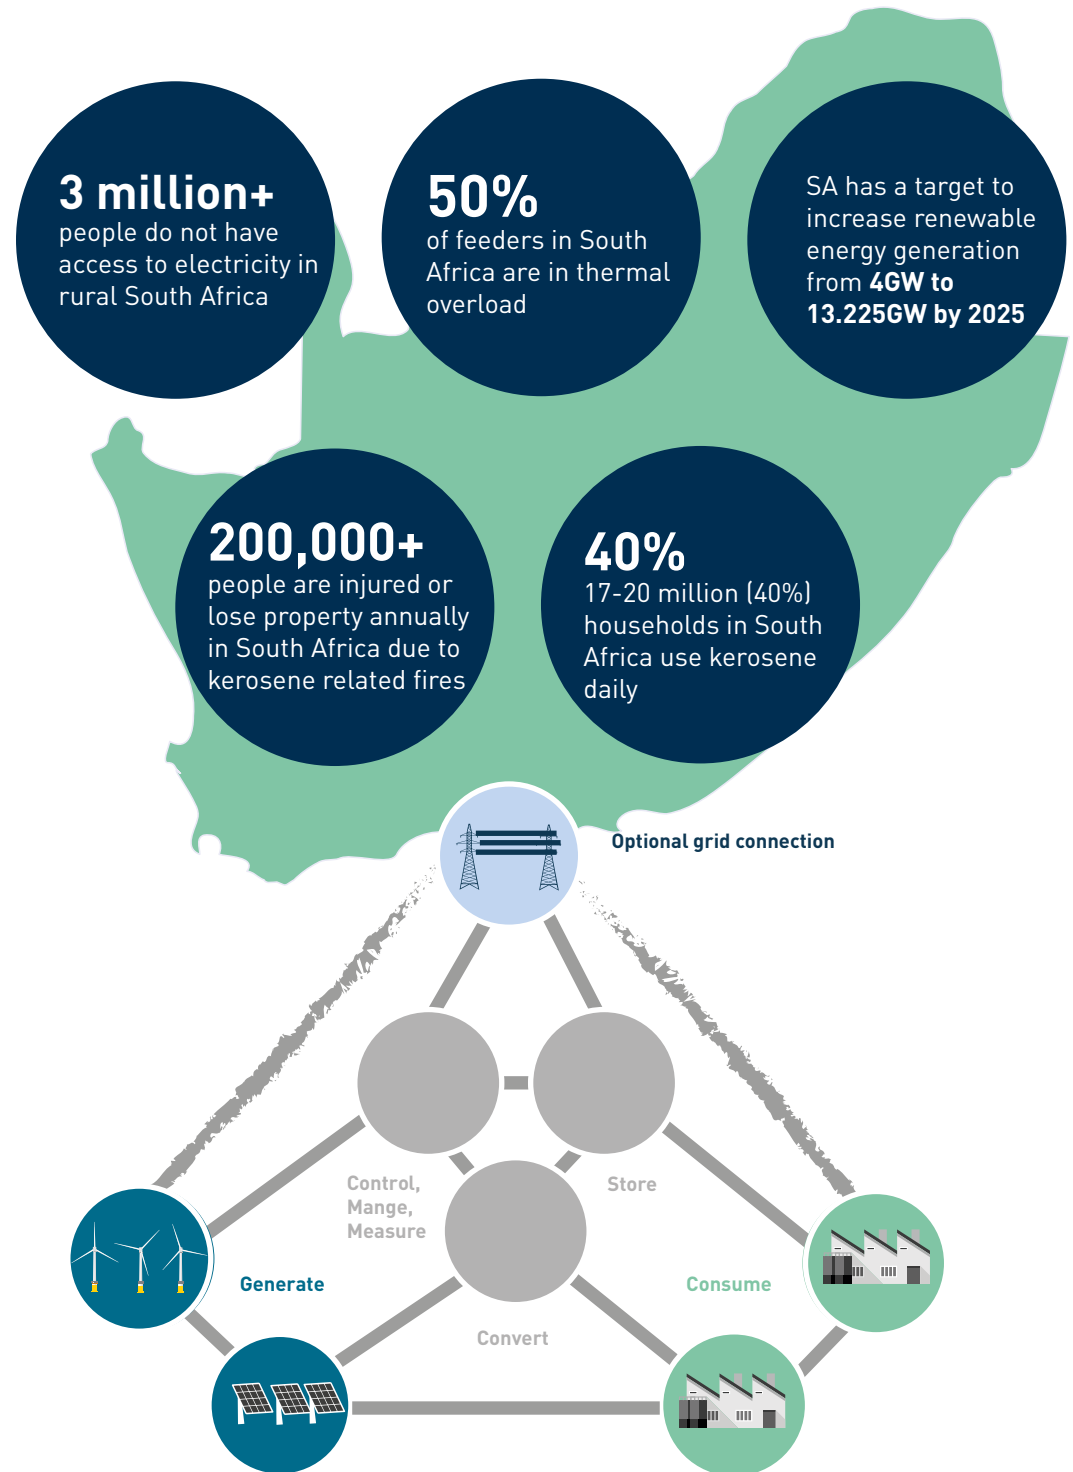 3 million+
people do not have
access to electricity in
rural South Africa
50%
of feeders in South
Africa are in thermal
overload
SA has a target to
increase renewable
energy generation
from 4GW to
13.225GW by 2025
200,000+
people are injured or
lose property annually
in South Africa due to
kerosene related fires
40%
17-20 million (40%)
households in South
Africa use kerosene
daily
Optional grid connection
Control,
Mange,
Measure
Store
Generate
Consume
Convert